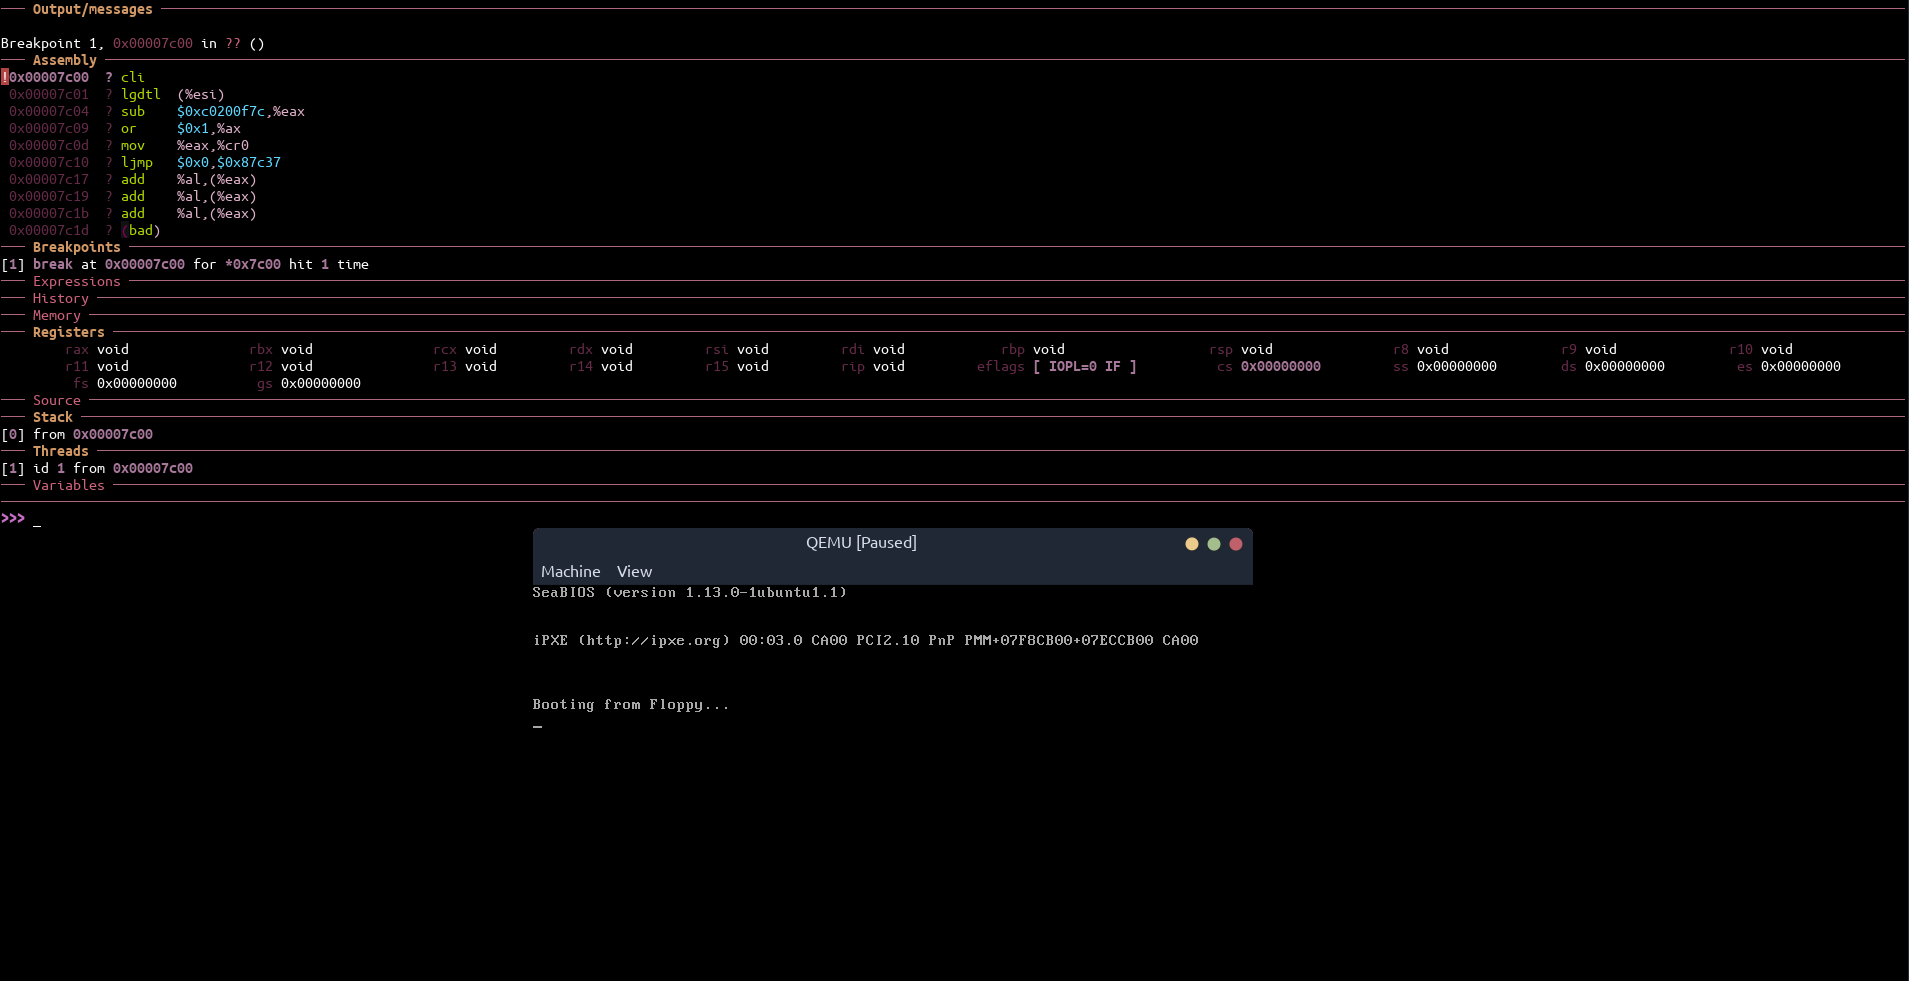 Output/messages
Breakpoint 1, 0x00007c00 in ?? ()
Assembly
!0x00007c00 ? cli
0x00007c01 ? lgdtl (%esi)
0x00007c04 ? sub $0xc0200f7c,%eax
0x00007c09 ? or $0x1,%ax
0x00007c0d ? mov %eax,%cr0
0x00007c10 ? ljmp $0x0,$0x87c37
0x00007c17 ? add %al,(%eax)
0x00007c19 ? add %al,(%eax)
0x00007c1b ? add %al,(%eax)
0x00007c1d ? (bad)
Breakpoints
[1] break at 0x00007c00 for *0x7c00 hit 1 time
Expressions
History
Memory
Registers
rax void rbx void rcx void rdx void rsi void rdi void rbp void rsp void r8 void r9 void r10 void
r11 void r12 void r13 void r14 void r15 void rip void eflags [ IOPL=0 IF ] cs 0x00000000 ss 0x00000000 ds 0x00000000 es 0x00000000
fs 0x00000000 gs 0x00000000
Source
Stack
[0] from 0x00007c00
Threads
[1] id 1 from 0x00007c00
Variables
>>> _
QEMU [Paused]
Machine View
SeaBIOS (version 1.13.0-1ubuntu1.1)
iPXE (http://ipxe.org) 00:03.0 CA00 PCI2.10 PnP PMM+07F8CB00+07ECCB00 CA00
Booting from Floppy...
_